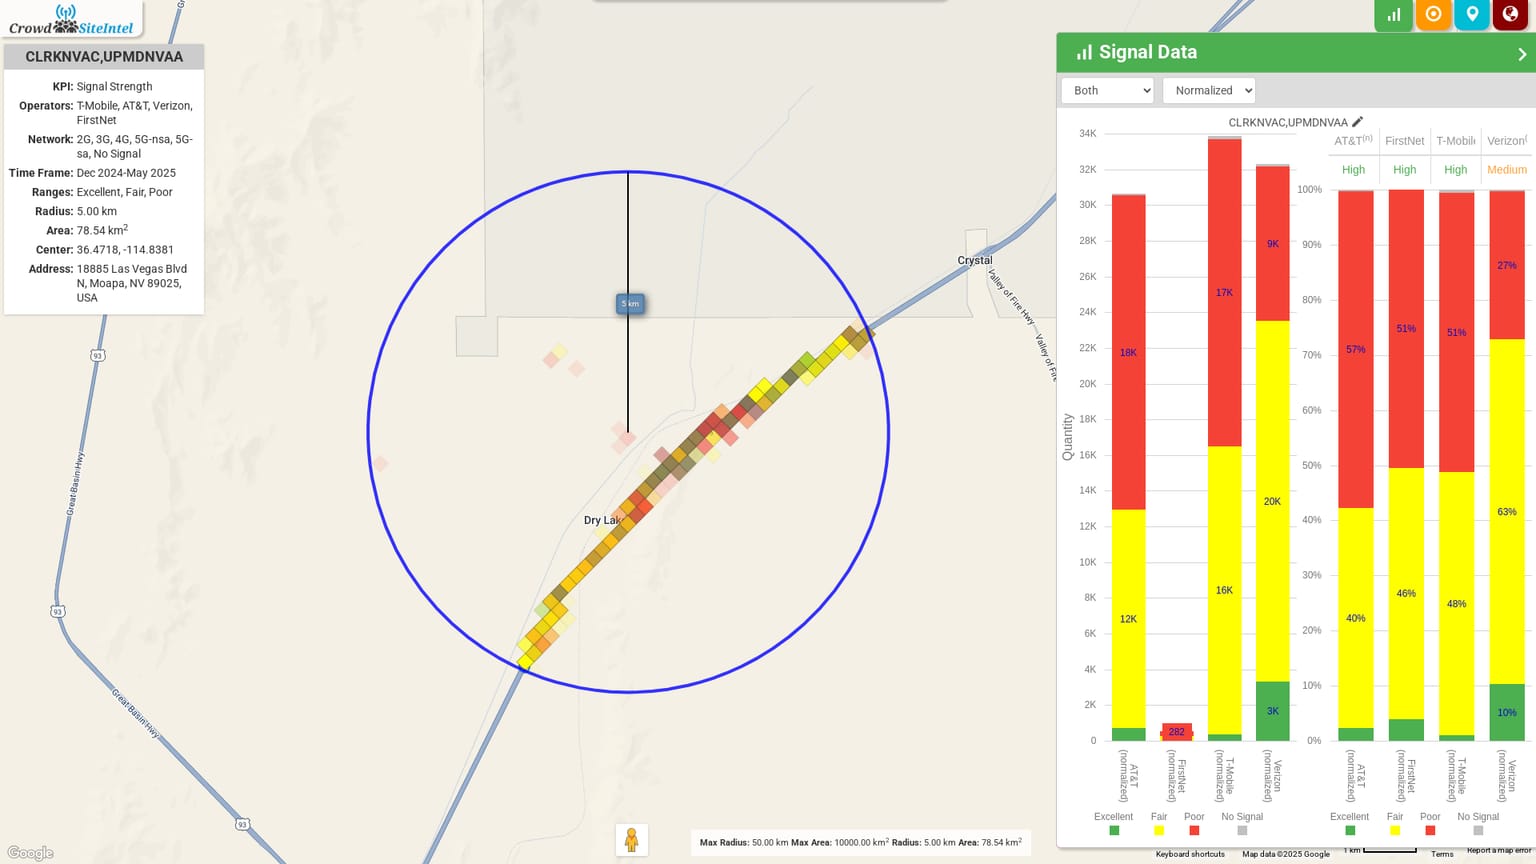 CrowdSiteIntel
CLRKNVAC,UPMDNVAA
KPI: Signal Strength
Operators: T-Mobile, AT&T, Verizon,
FirstNet
Network: 2G, 3G, 4G, 5G-nsa, 5G-
sa, No Signal
Time Frame: Dec 2024-May 2025
Ranges: Excellent, Fair, Poor
Radius: 5.00 km
Area: 78.54 km²
Center: 36.4718, -114.8381
Address: 18885 Las Vegas Blvd
N, Moapa, NV 89025,
USA
93
Great Basin Hwy
93
Great Basin Hwy
93
5 km
Crystal
Valley of Fire Hwy
Valley of Fire
Dry Lake
Google
Max Radius: 50.00 km Max Area: 10000.00 km² Radius: 5.00 km Area: 78.54 km²
Signal Data
Both
Normalized
CLRKNVAC,UPMDNVAA
34K
32K
30K
28K
26K
24K
22K
20K
18K
16K
14K
12K
10K
8K
6K
4K
2K
0
Quantity
18K
12K
282
17K
16K
9K
20K
3K
AT&T (normalized)
FirstNet (normalized)
T-Mobile (normalized)
Verizon (normalized)
Excellent Fair Poor No Signal
AT&T(n) FirstNet T-Mobile Verizon(
High High High Medium
100%
90%
80%
70%
60%
50%
40%
30%
20%
10%
0%
57%
40%
51%
46%
51%
48%
27%
63%
10%
AT&T (normalized)
FirstNet (normalized)
T-Mobile (normalized)
Verizon (normalized)
Excellent Fair Poor No Signal
Keyboard shortcuts Map data ©2025 Google 1 km Terms Report a map error